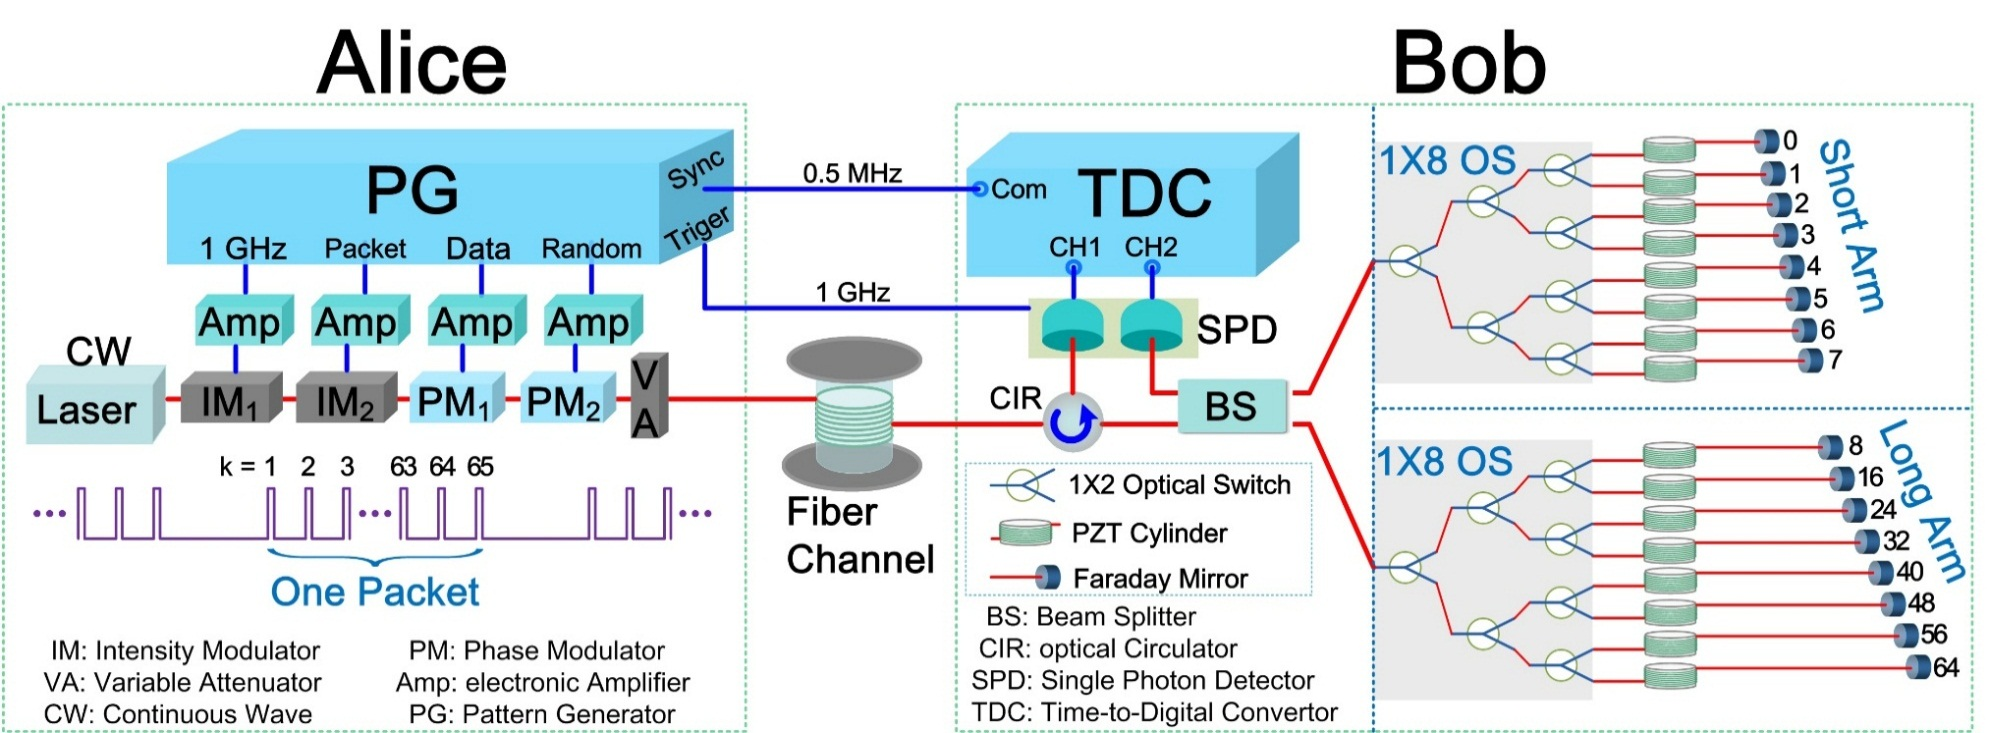 Alice
Bob
PG
Sync
Triger
1 GHz
Packet
Data
Random
Amp
Amp
Amp
Amp
CW
Laser
IM1
IM2
PM1
PM2
V
A
k = 1 2 3 63 64 65
One Packet
IM: Intensity Modulator
VA: Variable Attenuator
CW: Continuous Wave
PM: Phase Modulator
Amp: electronic Amplifier
PG: Pattern Generator
0.5 MHz
1 GHz
Fiber
Channel
Com
TDC
CH1
CH2
SPD
CIR
BS
1X2 Optical Switch
PZT Cylinder
Faraday Mirror
BS: Beam Splitter
CIR: optical Circulator
SPD: Single Photon Detector
TDC: Time-to-Digital Convertor
1X8 OS
0
1
2
3
4
5
6
7
Short Arm
1X8 OS
8
16
24
32
40
48
56
64
Long Arm